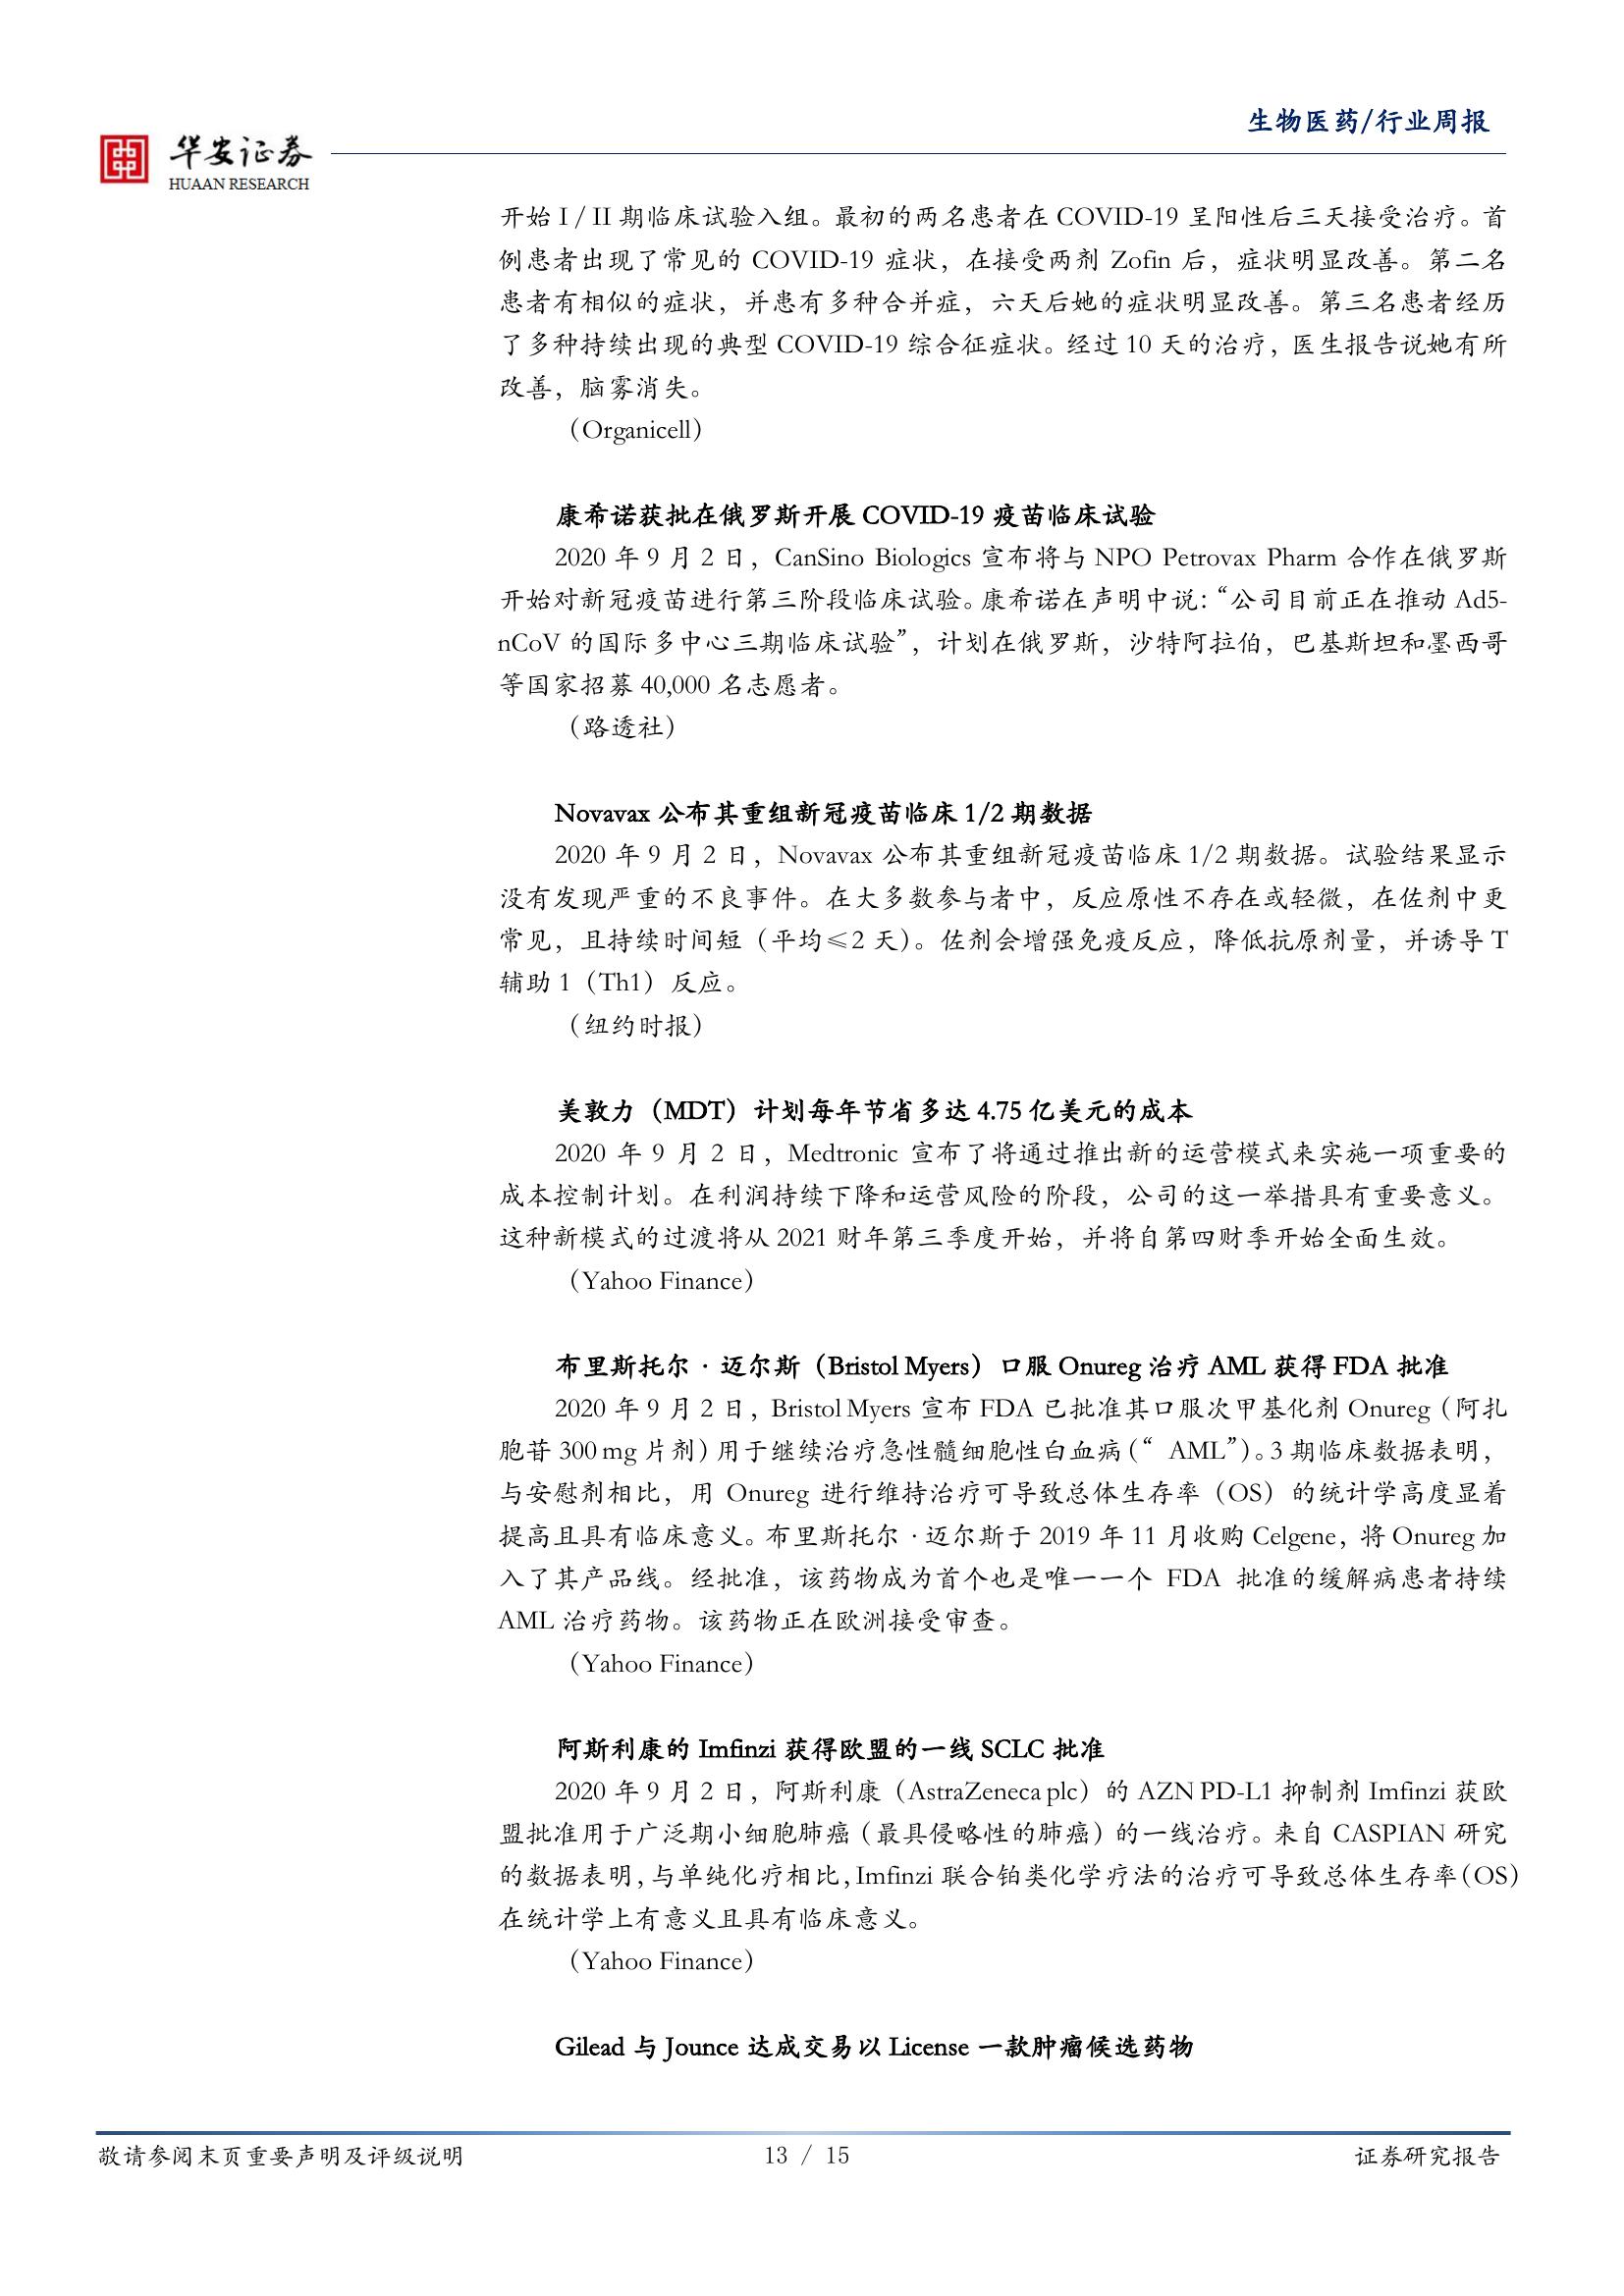 生物医药/行业周报
华安证券
HUAAN RESEARCH
开始 I / II 期临床试验入组。最初的两名患者在 COVID-19 呈阳性后三天接受治疗。首
例患者出现了常见的 COVID-19 症状，在接受两剂 Zofin 后，症状明显改善。第二名
患者有相似的症状，并患有多种合并症，六天后她的症状明显改善。第三名患者经历
了多种持续出现的典型 COVID-19 综合征症状。经过 10 天的治疗，医生报告说她有所
改善，脑雾消失。
（Organicell）
康希诺获批在俄罗斯开展 COVID-19 疫苗临床试验
2020 年 9 月 2 日，CanSino Biologics 宣布将与 NPO Petrovax Pharm 合作在俄罗斯
开始对新冠疫苗进行第三阶段临床试验。康希诺在声明中说：“公司目前正在推动 Ad5-
nCoV 的国际多中心三期临床试验”，计划在俄罗斯，沙特阿拉伯，巴基斯坦和墨西哥
等国家招募 40,000 名志愿者。
（路透社）
Novavax 公布其重组新冠疫苗临床 1/2 期数据
2020 年 9 月 2 日，Novavax 公布其重组新冠疫苗临床 1/2 期数据。试验结果显示
没有发现严重的不良事件。在大多数参与者中，反应原性不存在或轻微，在佐剂中更
常见，且持续时间短（平均≤2 天）。佐剂会增强免疫反应，降低抗原剂量，并诱导 T
辅助 1（Th1）反应。
（纽约时报）
美敦力（MDT）计划每年节省多达 4.75 亿美元的成本
2020 年 9 月 2 日，Medtronic 宣布了将通过推出新的运营模式来实施一项重要的
成本控制计划。在利润持续下降和运营风险的阶段，公司的这一举措具有重要意义。
这种新模式的过渡将从 2021 财年第三季度开始，并将自第四财季开始全面生效。
（Yahoo Finance）
布里斯托尔·迈尔斯（Bristol Myers）口服 Onureg 治疗 AML 获得 FDA 批准
2020 年 9 月 2 日，Bristol Myers 宣布 FDA 已批准其口服次甲基化剂 Onureg（阿扎
胞苷 300 mg 片剂）用于继续治疗急性髓细胞性白血病（“ AML”）。3 期临床数据表明，
与安慰剂相比，用 Onureg 进行维持治疗可导致总体生存率（OS）的统计学高度显着
提高且具有临床意义。布里斯托尔·迈尔斯于 2019 年 11 月收购 Celgene，将 Onureg 加
入了其产品线。经批准，该药物成为首个也是唯一一个 FDA 批准的缓解病患者持续
AML 治疗药物。该药物正在欧洲接受审查。
（Yahoo Finance）
阿斯利康的 Imfinzi 获得欧盟的一线 SCLC 批准
2020 年 9 月 2 日，阿斯利康（AstraZeneca plc）的 AZN PD-L1 抑制剂 Imfinzi 获欧
盟批准用于广泛期小细胞肺癌（最具侵略性的肺癌）的一线治疗。来自 CASPIAN 研究
的数据表明，与单纯化疗相比，Imfinzi 联合铂类化学疗法的治疗可导致总体生存率（OS）
在统计学上有意义且具有临床意义。
（Yahoo Finance）
Gilead 与 Jounce 达成交易以 License 一款肿瘤候选药物
敬请参阅末页重要声明及评级说明
13 / 15
证券研究报告